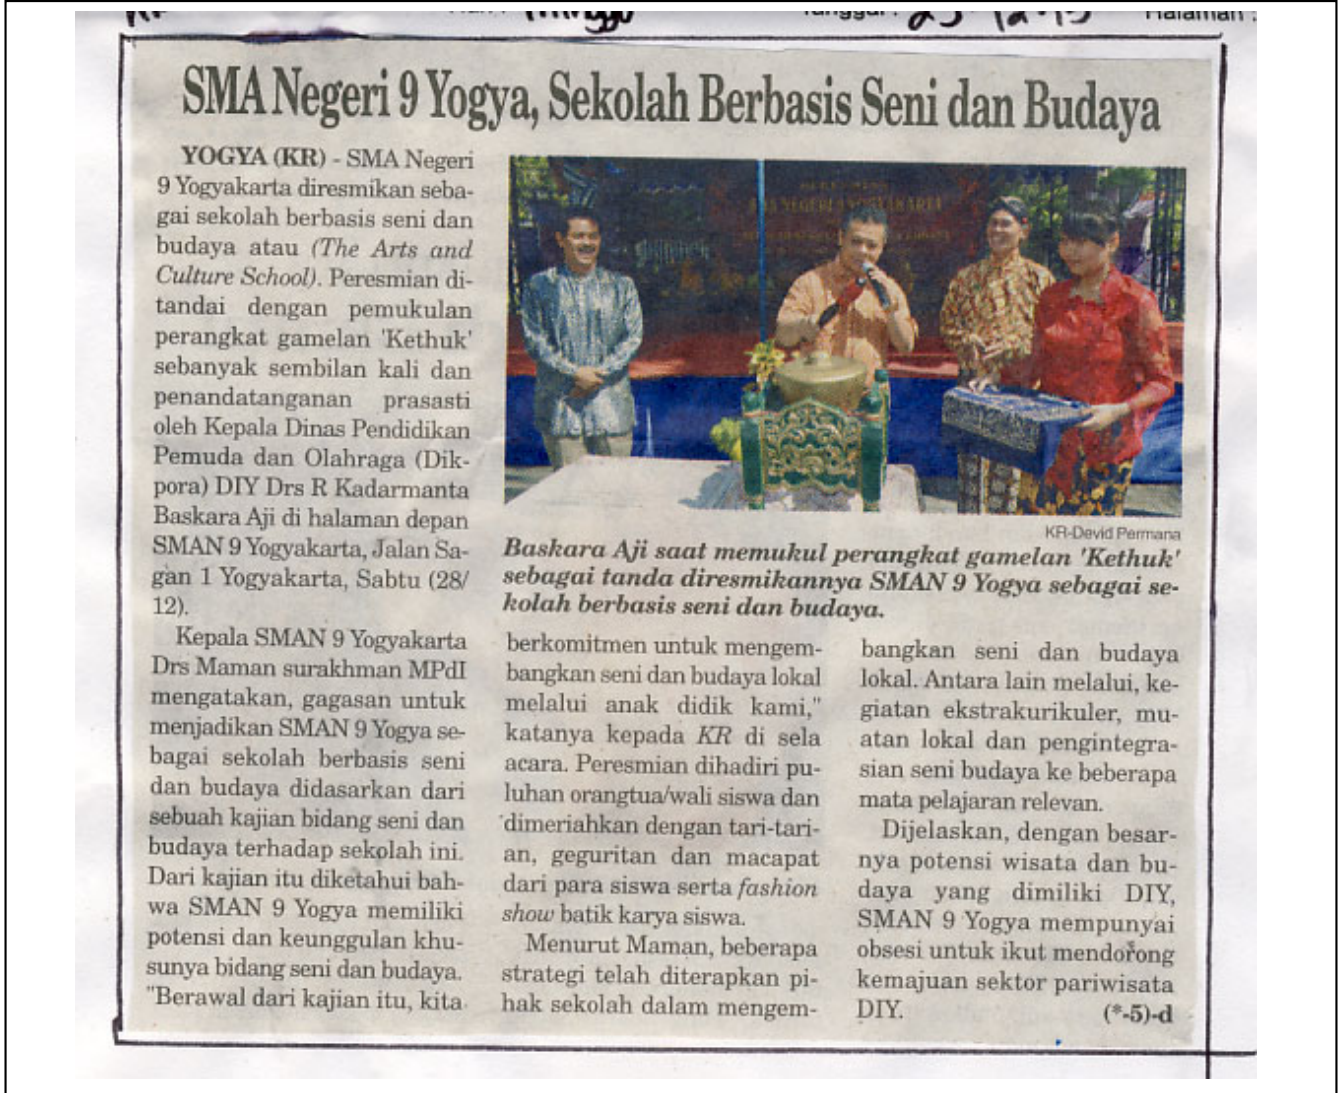 Tanggal : 29-12-13 Halaman :
SMA Negeri 9 Yogya, Sekolah Berbasis Seni dan Budaya
YOGYA (KR) - SMA Negeri
9 Yogyakarta diresmikan seba-
gai sekolah berbasis seni dan
budaya atau (The Arts and
Culture School). Peresmian di-
tandai dengan pemukulan
perangkat gamelan 'Kethuk'
sebanyak sembilan kali dan
penandatanganan prasasti
oleh Kepala Dinas Pendidikan
Pemuda dan Olahraga (Dik-
pora) DIY Drs R Kadarmanta
Baskara Aji di halaman depan
SMAN 9 Yogyakarta, Jalan Sa-
gan 1 Yogyakarta, Sabtu (28/
12).
Kepala SMAN 9 Yogyakarta
Drs Maman surakhman MPdI
mengatakan, gagasan untuk
menjadikan SMAN 9 Yogya se-
bagai sekolah berbasis seni
dan budaya didasarkan dari
sebuah kajian bidang seni dan
budaya terhadap sekolah ini.
Dari kajian itu diketahui bah-
wa SMAN 9 Yogya memiliki
potensi dan keunggulan khu-
sunya bidang seni dan budaya.
"Berawal dari kajian itu, kita
KR-Devid Permana
Baskara Aji saat memukul perangkat gamelan 'Kethuk'
sebagai tanda diresmikannya SMAN 9 Yogya sebagai se-
kolah berbasis seni dan budaya.
berkomitmen untuk mengem-
bangkan seni dan budaya lokal
melalui anak didik kami,"
katanya kepada KR di sela
acara. Peresmian dihadiri pu-
luhan orangtua/wali siswa dan
dimeriahkan dengan tari-tari-
an, geguritan dan macapat
dari para siswa serta fashion
show batik karya siswa.
Menurut Maman, beberapa
strategi telah diterapkan pi-
hak sekolah dalam mengem-
bangkan seni dan budaya
lokal. Antara lain melalui, ke-
giatan ekstrakurikuler, mu-
atan lokal dan pengintegra-
sian seni budaya ke beberapa
mata pelajaran relevan.
Dijelaskan, dengan besar-
nya potensi wisata dan bu-
daya yang dimiliki DIY,
SMAN 9 Yogya mempunyai
obsesi untuk ikut mendorong
kemajuan sektor pariwisata
DIY. (*-5)-d